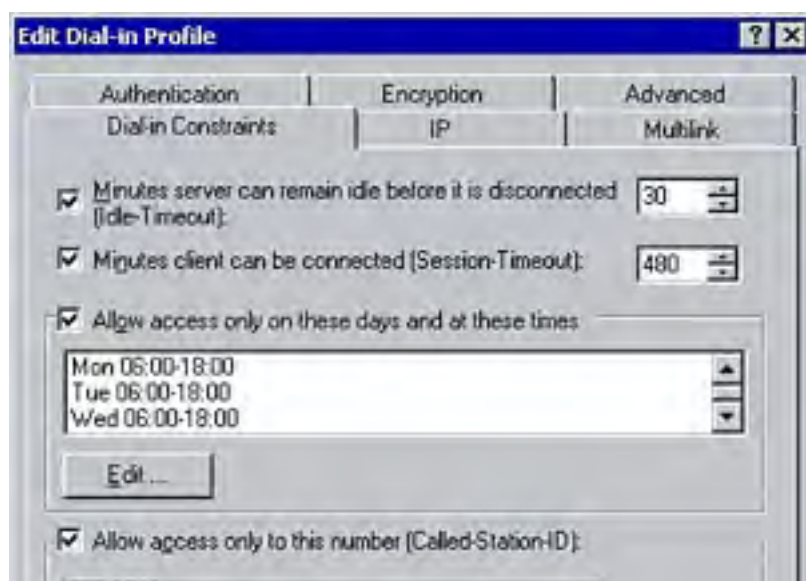 Edit Dial-in Profile
Authentication Encryption Advanced
Dial-in Constraints IP Multilink
Minutes server can remain idle before it is disconnected 30
(Idle-Timeout):
Minutes client can be connected (Session-Timeout): 480
Allow access only on these days and at these times
Mon 06:00-18:00
Tue 06:00-18:00
Wed 06:00-18:00
Edit ...
Allow access only to this number (Called-Station-ID):